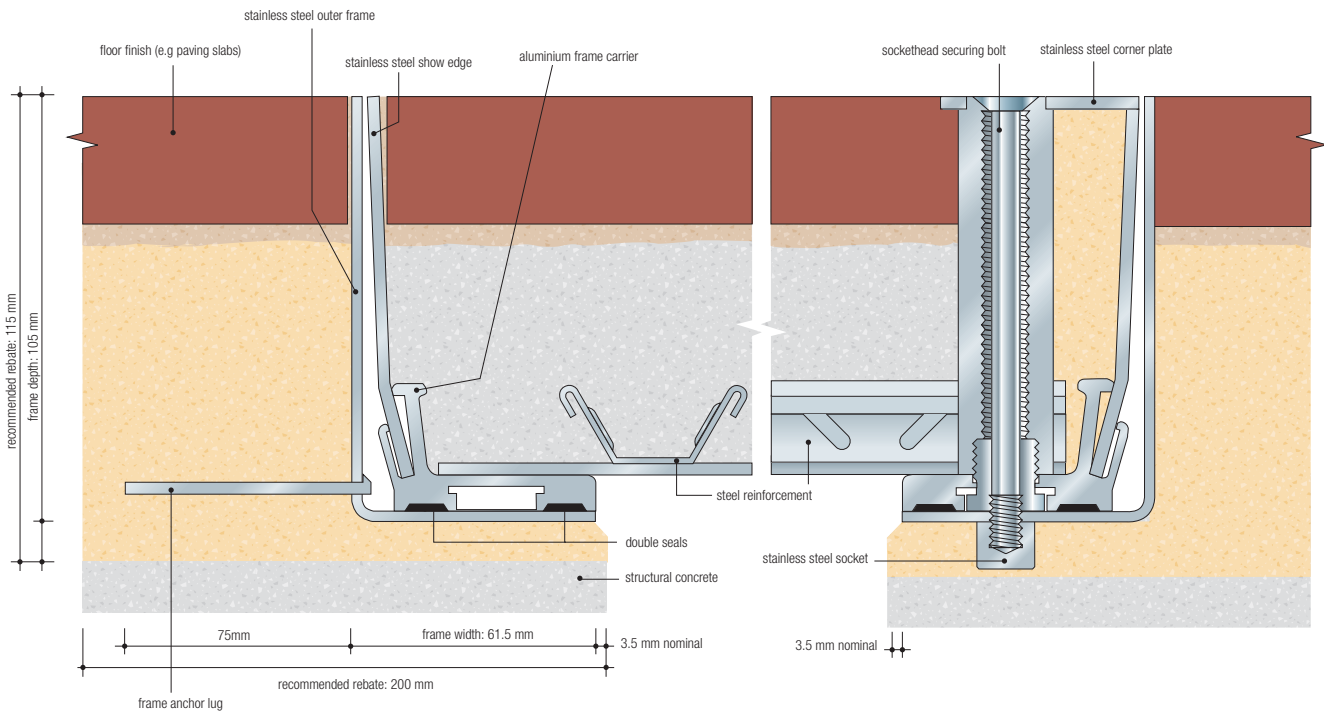 stainless steel outer frame
floor finish (e.g paving slabs)
stainless steel show edge
aluminium frame carrier
sockethead securing bolt
stainless steel corner plate
recommended rebate: 115 mm
frame depth: 105 mm
steel reinforcement
double seals
stainless steel socket
structural concrete
75mm
frame width: 61.5 mm
3.5 mm nominal
3.5 mm nominal
recommended rebate: 200 mm
frame anchor lug